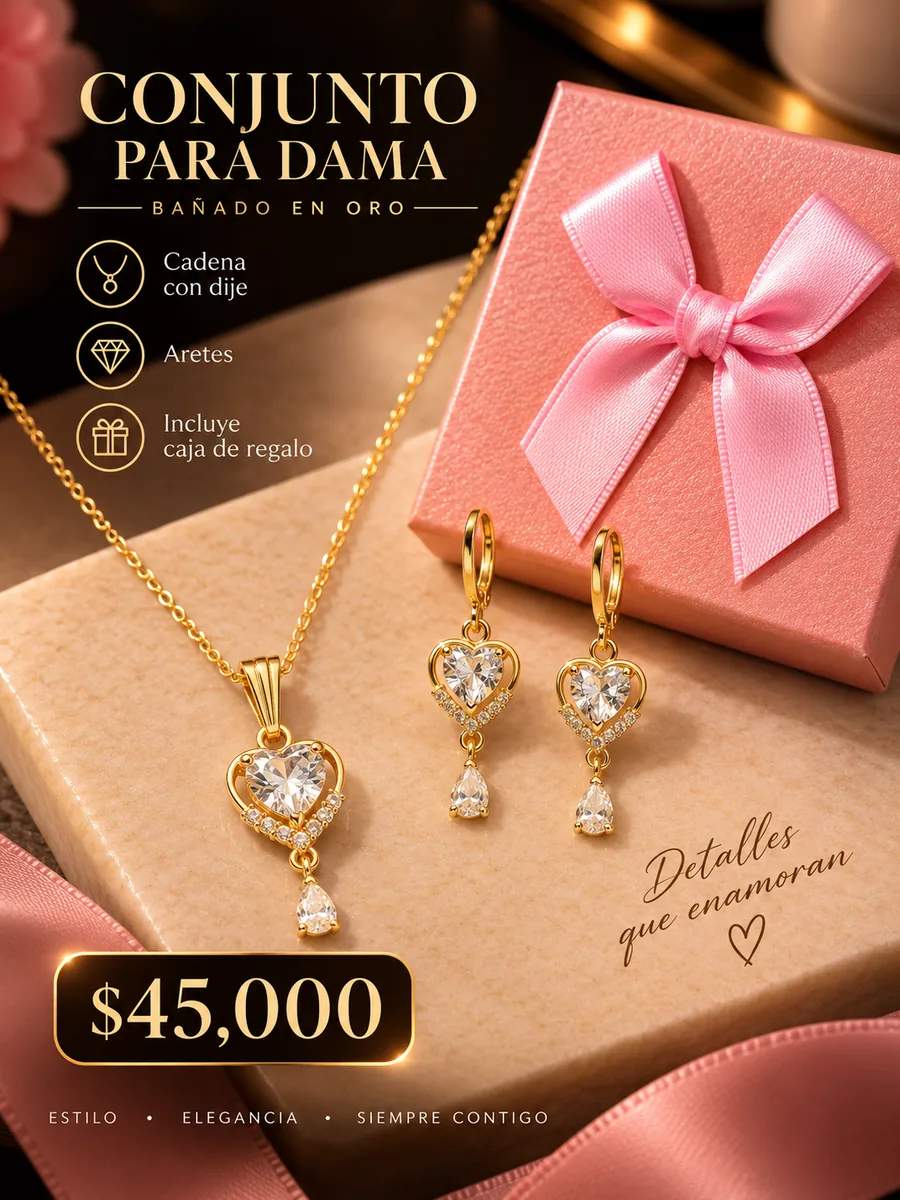 CONJUNTO
PARA DAMA
BAÑADO EN ORO
Cadena
con dije
Aretes
Incluye
caja de regalo
Detalles
que enamoran
$45,000
ESTILO • ELEGANCIA • SIEMPRE CONTIGO